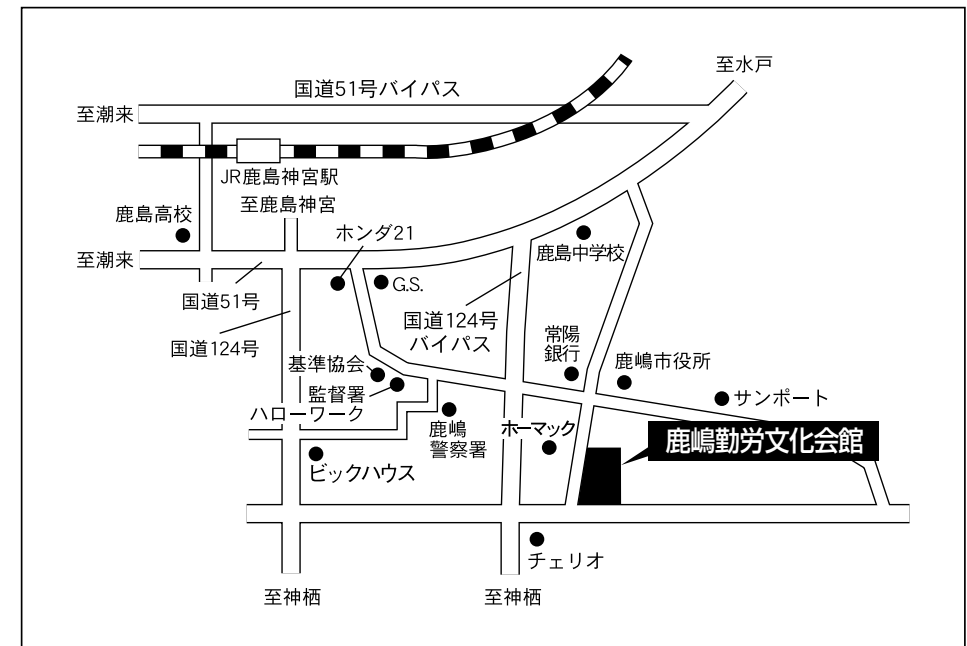 至水戸
国道51号バイパス
至潮来
JR鹿島神宮駅
至鹿島神宮
鹿島高校
ホンダ21
鹿島中学校
至潮来
G.S.
国道51号
国道124号
バイパス
国道124号
常陽
銀行
基準協会
鹿嶋市役所
監督署
サンポート
ハローワーク
鹿嶋
警察署
ホーマック
鹿嶋勤労文化会館
ビックハウス
チェリオ
至神栖
至神栖